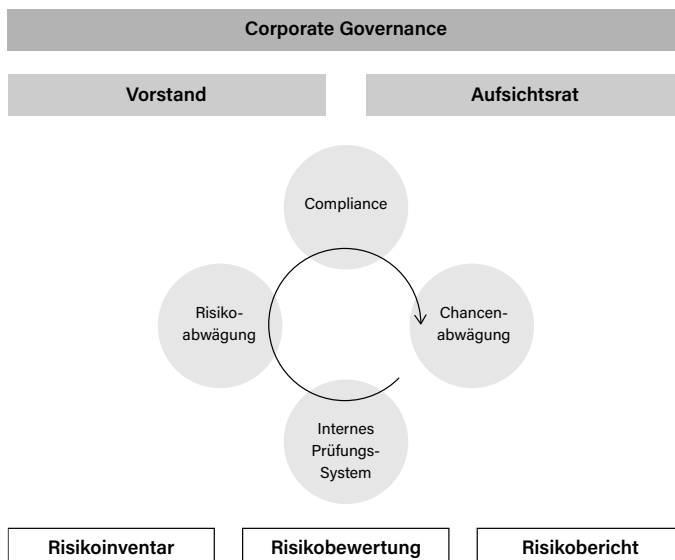 Corporate Governance
Vorstand
Aufsichtsrat
Compliance
Risiko-
abwägung
Chancen-
abwägung
Internes
Prüfungs-
System
Risikoinventar
Risikobewertung
Risikobericht